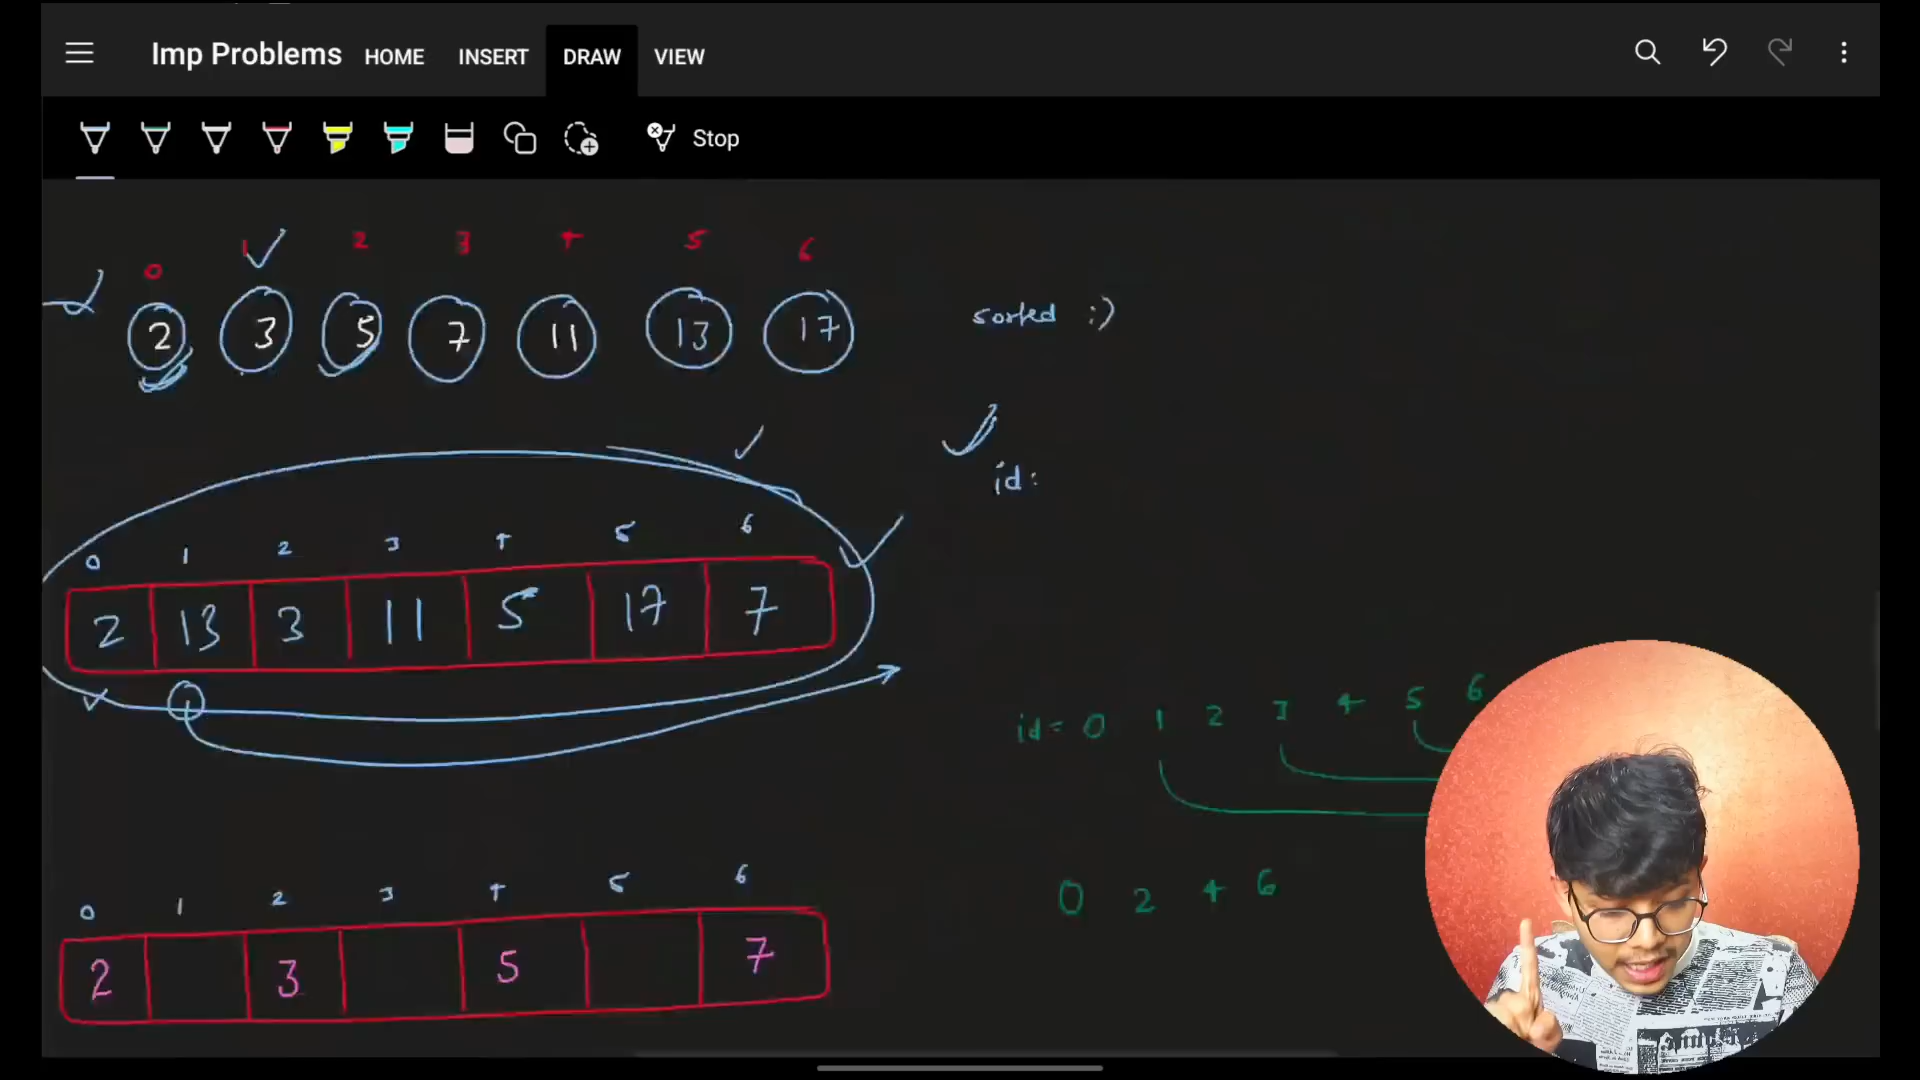 Imp Problems HOME INSERT DRAW VIEW
Stop
0 1 2 3 4 5 6
2 3 5 7 11 13 17
sorted :)
id:
0 1 2 3 4 5 6
2 13 3 11 5 17 7
id= 0 1 2 3 4 5 6
0 2 4 6
0 1 2 3 4 5 6
2 3 5 7